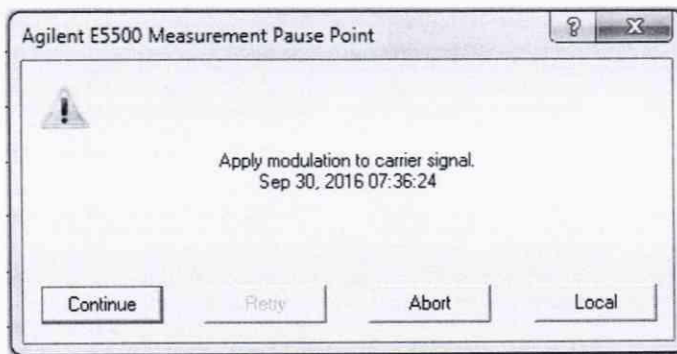 Agilent E5500 Measurement Pause Point
Apply modulation to carrier signal.
Sep 30, 2016 07:36:24
Continue
Retry
Abort
Local